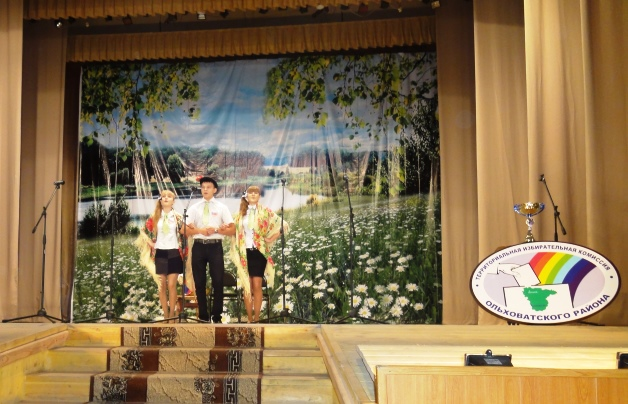 ТЕРРИТОРИАЛЬНАЯ ИЗБИРАТЕЛЬНАЯ КОМИССИЯ
ОЛЬХОВАТСКОГО РАЙОНА